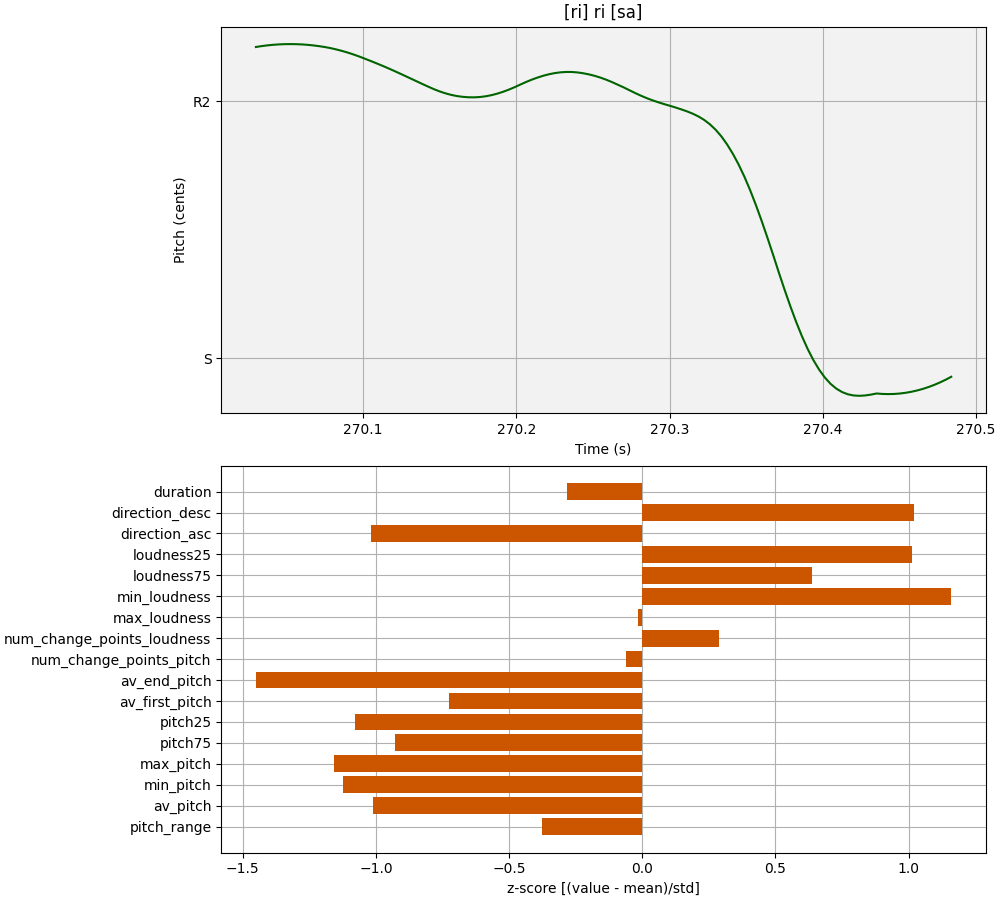 [ri] ri [sa]
R2
S
Pitch (cents)
270.1 270.2 270.3 270.4 270.5
Time (s)
duration
direction_desc
direction_asc
loudness25
loudness75
min_loudness
max_loudness
num_change_points_loudness
num_change_points_pitch
av_end_pitch
av_first_pitch
pitch25
pitch75
max_pitch
min_pitch
av_pitch
pitch_range
−1.5 −1.0 −0.5 0.0 0.5 1.0
z-score [(value - mean)/std]